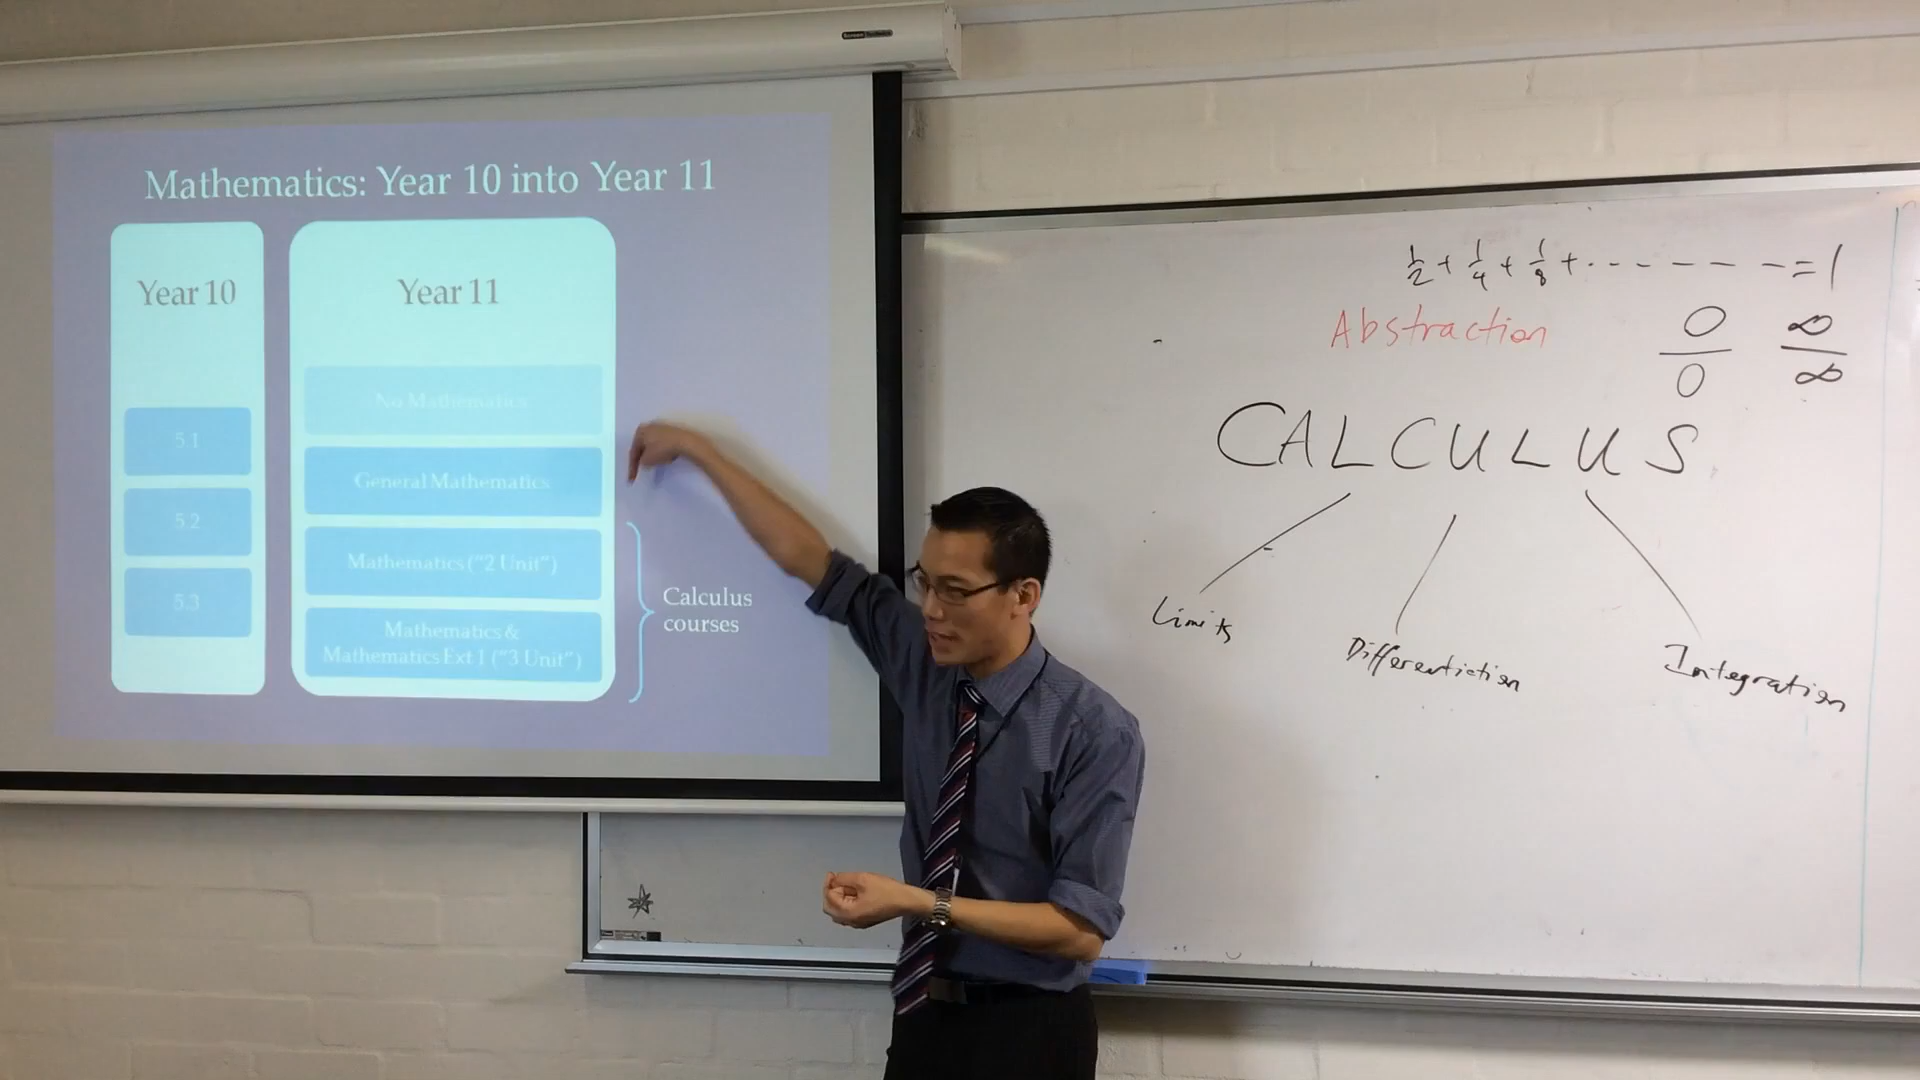 Mathematics: Year 10 into Year 11
Year 10
5.1
5.2
5.3
Year 11
No Mathematics
General Mathematics
Mathematics ("2 Unit")
Mathematics &
Mathematics Ext 1 ("3 Unit")
Calculus
courses
1/2 + 1/4 + 1/8 + ......... = 1
Abstraction
0/0 ∞/∞
CALCULUS
Limits
Differentiction
Integration